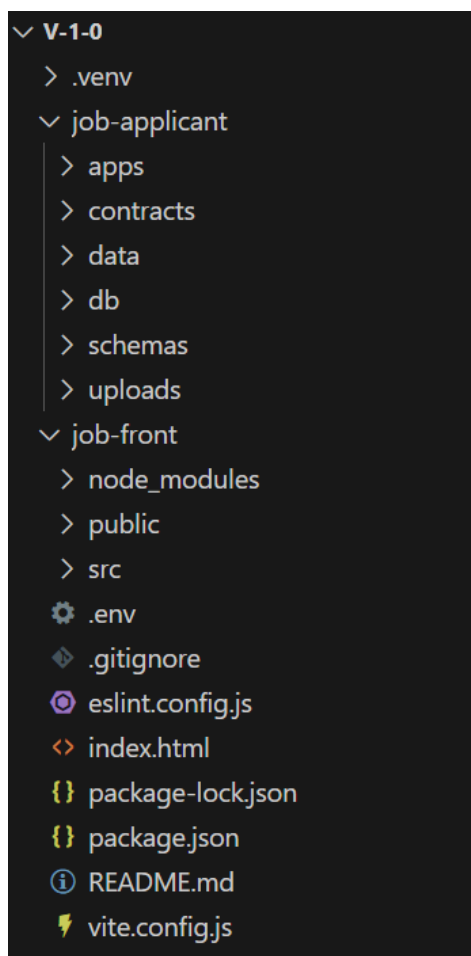 V-1-0
.venv
job-applicant
apps
contracts
data
db
schemas
uploads
job-front
node_modules
public
src
.env
.gitignore
eslint.config.js
index.html
package-lock.json
package.json
README.md
vite.config.js